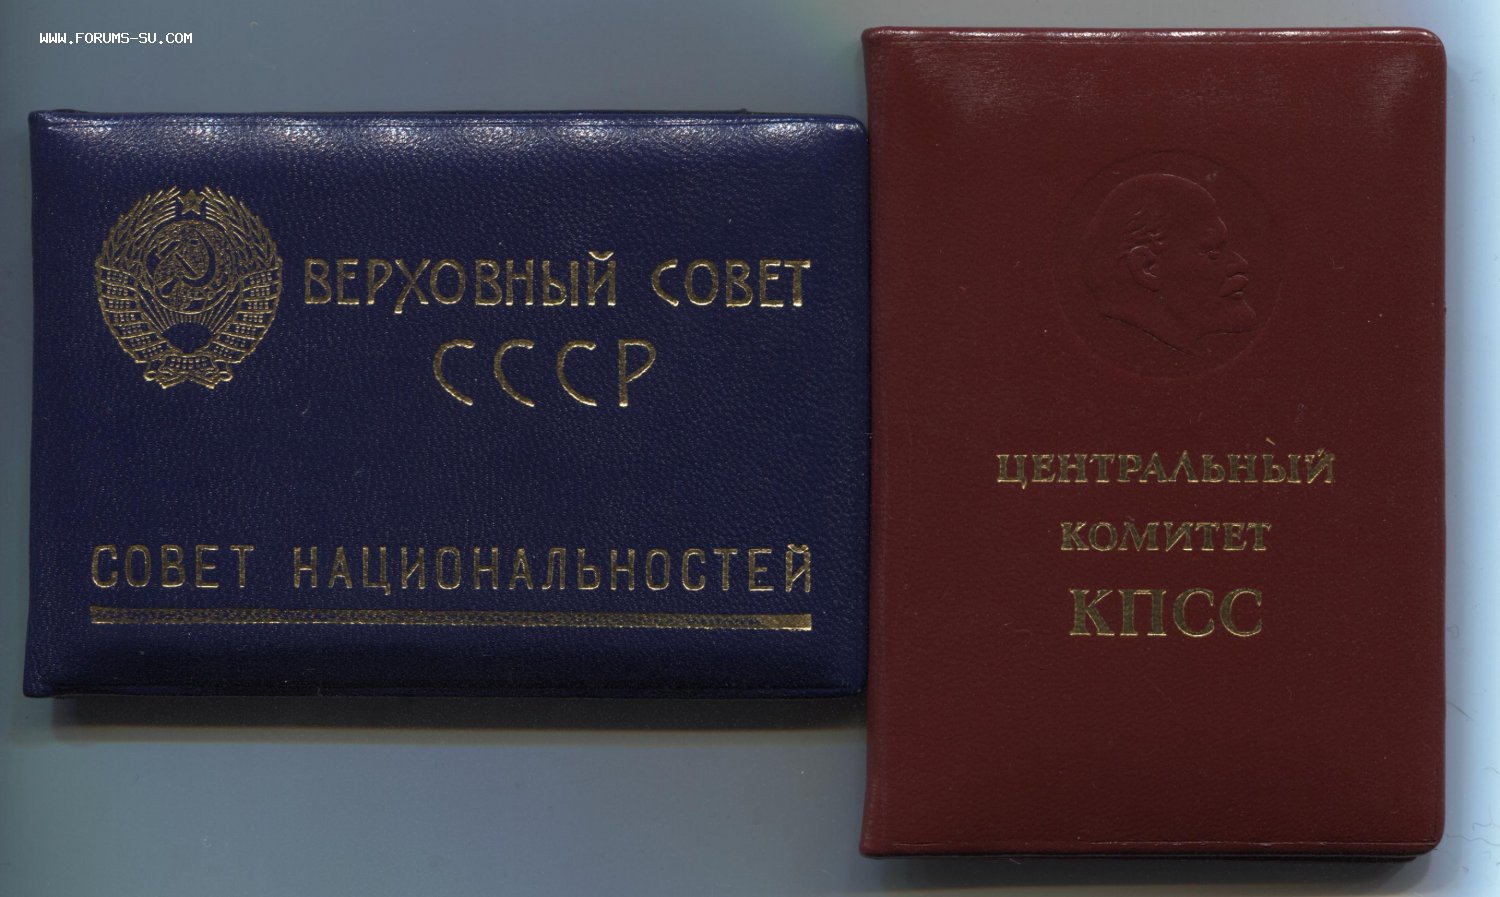 WWW.FORUMS-SU.COM
ВЕРХОВНЫЙ СОВЕТ
СССР
СОВЕТ НАЦИОНАЛЬНОСТЕЙ
ЦЕНТРАЛЬНЫЙ
КОМИТЕТ
КПСС